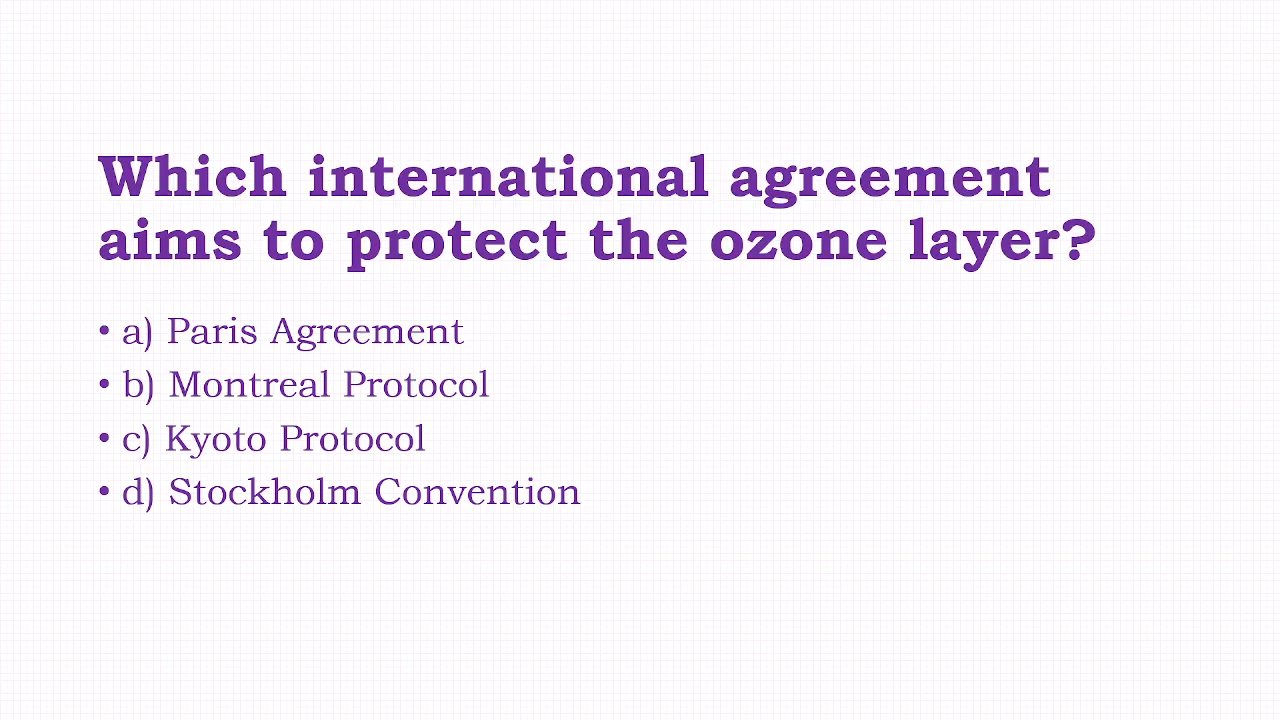 Which international agreement
aims to protect the ozone layer?
• a) Paris Agreement
• b) Montreal Protocol
• c) Kyoto Protocol
• d) Stockholm Convention